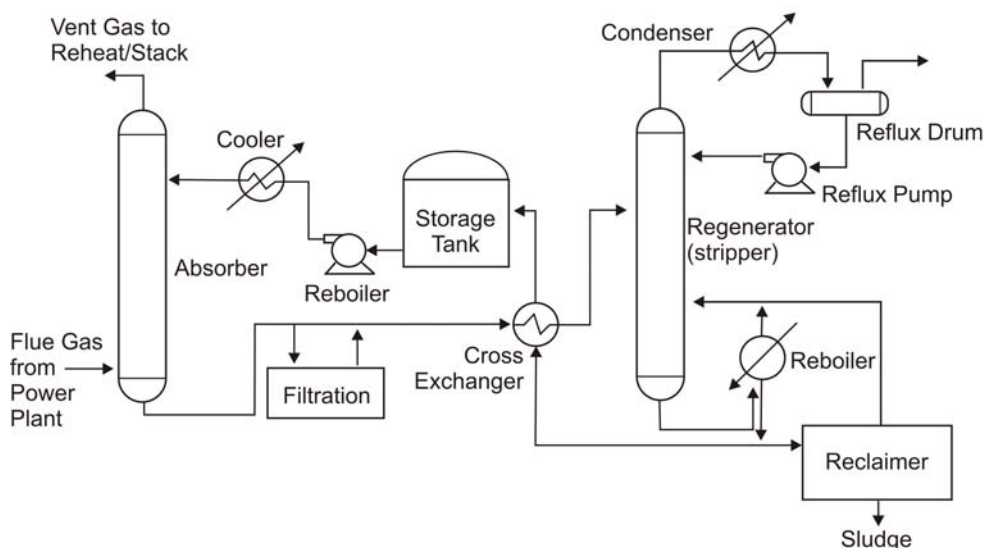 Vent Gas to
Reheat/Stack
Cooler
Absorber
Storage
Tank
Reboiler
Flue Gas
from
Power
Plant
Filtration
Cross
Exchanger
Condenser
Reflux Drum
Reflux Pump
Regenerator
(stripper)
Reboiler
Reclaimer
Sludge